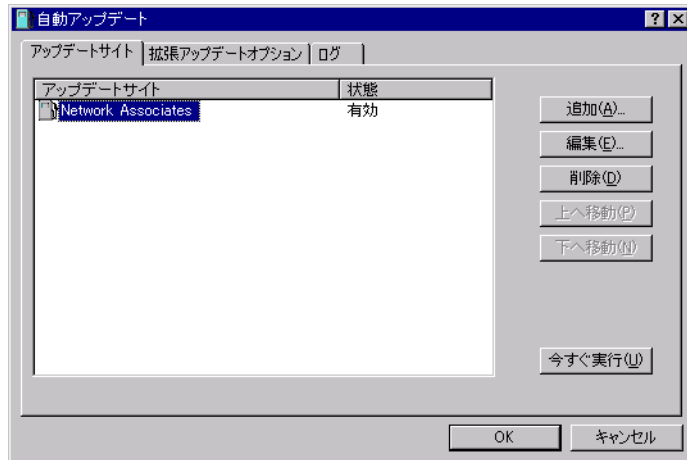 自動アップデート
アップデートサイト 拡張アップデートオプション ログ
アップデートサイト 状態
Network Associates 有効
追加(A)...
編集(E)...
削除(D)
上へ移動(P)
下へ移動(N)
今すぐ実行(U)
OK キャンセル